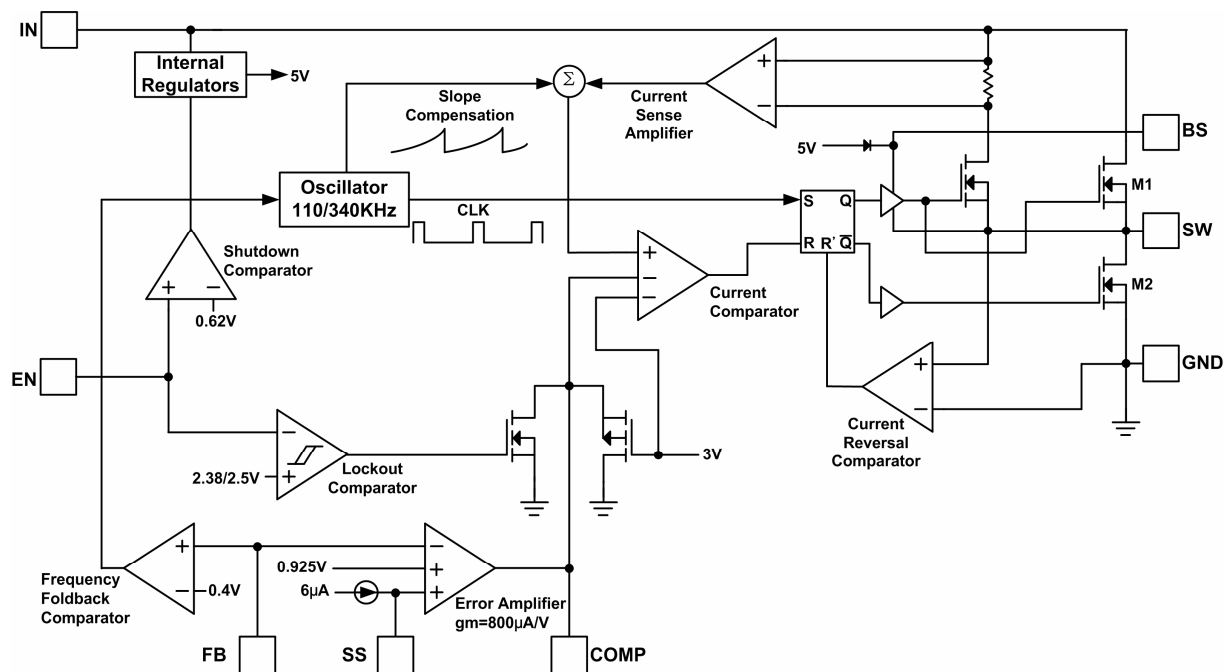 IN
Internal
Regulators
5V
Slope
Compensation
Σ
Current
Sense
Amplifier
+
−
5V
BS
Oscillator
110/340KHz
CLK
S Q
R R' Q̅
M1
SW
Shutdown
Comparator
+ −
0.62V
+
−
−
Current
Comparator
M2
EN
GND
+
−
Current
Reversal
Comparator
−
2.38/2.5V
+
Lockout
Comparator
3V
Frequency
Foldback
Comparator
+
−
0.4V
0.925V
6µA
−
+
+
Error Amplifier
gm=800µA/V
FB
SS
COMP